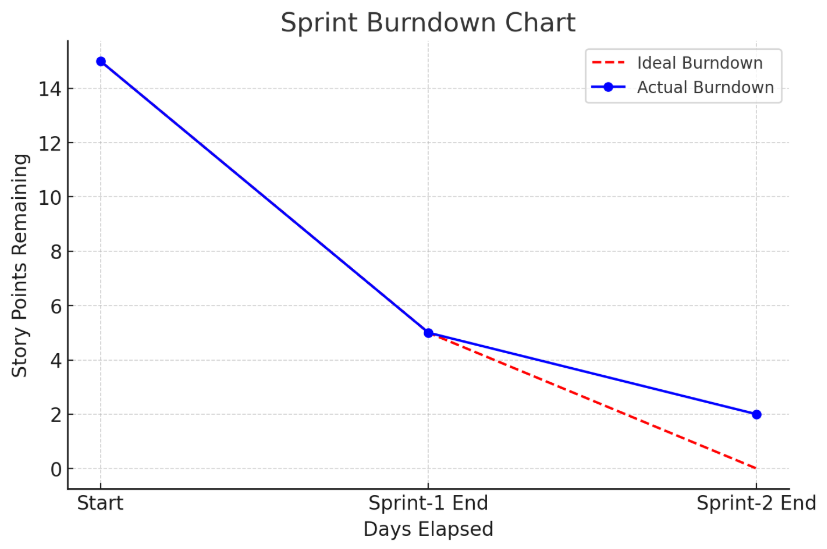 Sprint Burndown Chart
Ideal Burndown
Actual Burndown
Story Points Remaining
14
12
10
8
6
4
2
0
Start
Sprint-1 End
Sprint-2 End
Days Elapsed